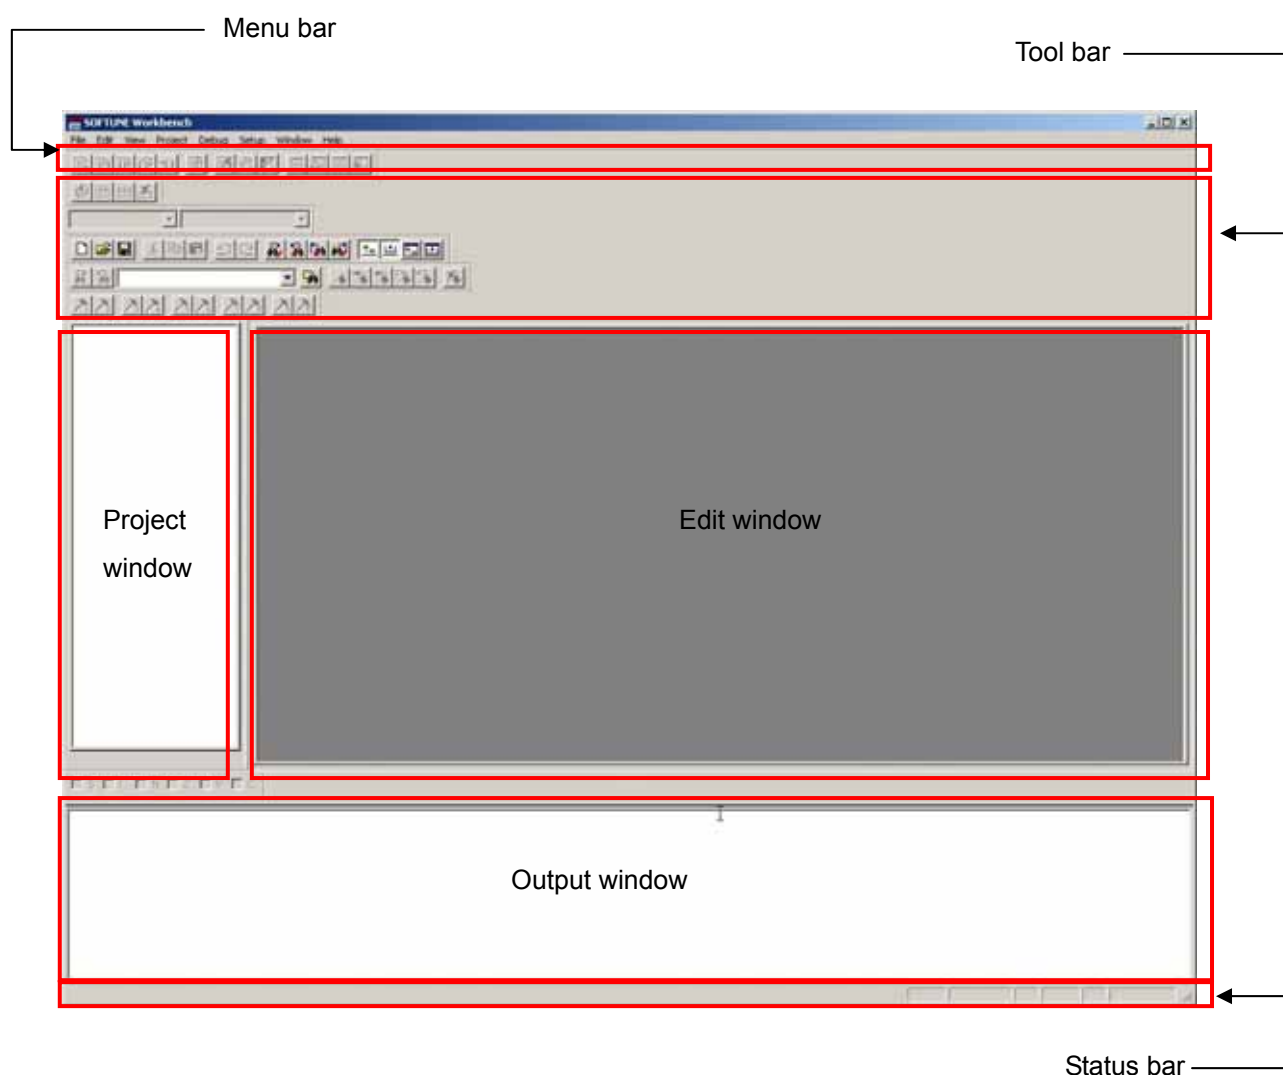 Menu bar
Tool bar
SOFTUNE Workbench
File Edit View Project Debug Setup Window Help
Project
window
Edit window
Output window
Status bar